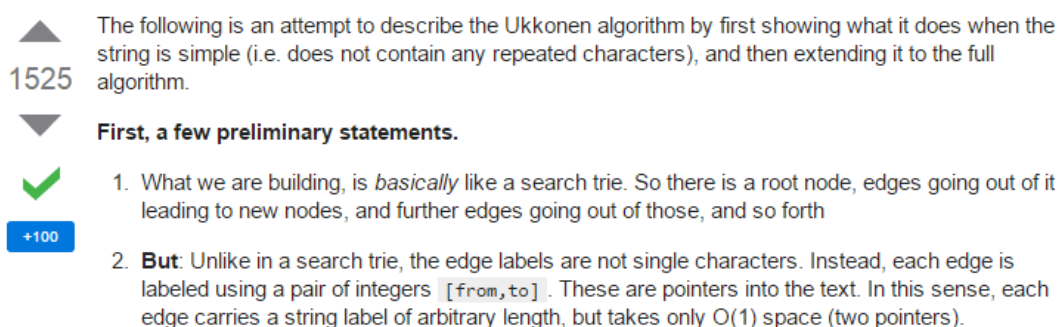 The following is an attempt to describe the Ukkonen algorithm by first showing what it does when the
string is simple (i.e. does not contain any repeated characters), and then extending it to the full
1525 algorithm.
First, a few preliminary statements.
1. What we are building, is basically like a search trie. So there is a root node, edges going out of it
leading to new nodes, and further edges going out of those, and so forth
+100
2. But: Unlike in a search trie, the edge labels are not single characters. Instead, each edge is
labeled using a pair of integers [from,to] . These are pointers into the text. In this sense, each
edge carries a string label of arbitrary length, but takes only O(1) space (two pointers).